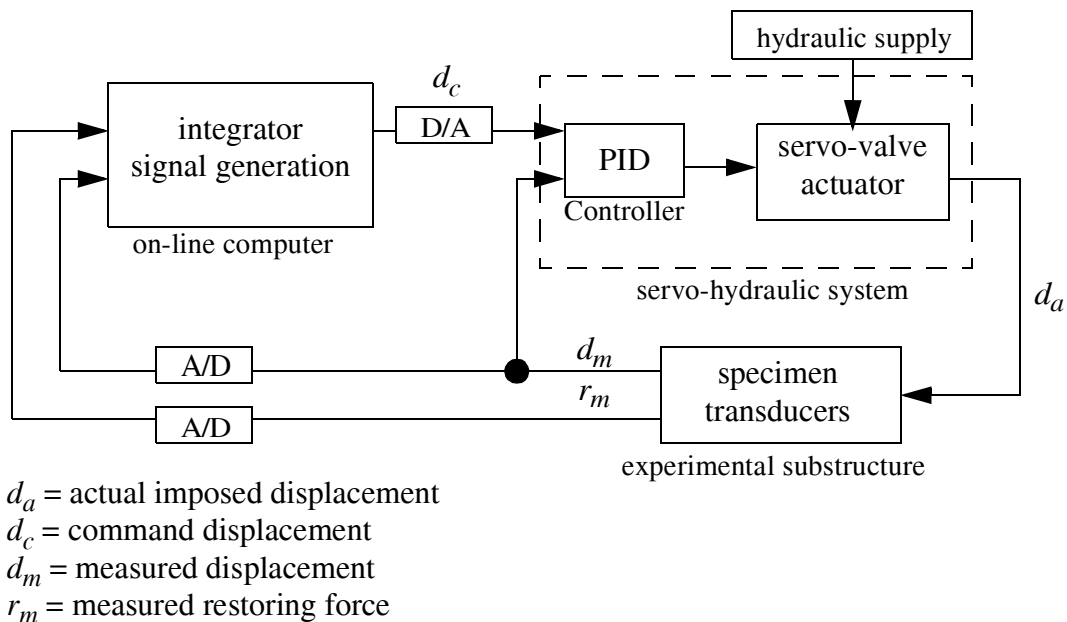 hydraulic supply
d_c
integrator
signal generation
D/A
PID
servo-valve
actuator
Controller
on-line computer
servo-hydraulic system
d_a
A/D
d_m
specimen
transducers
r_m
A/D
experimental substructure
d_a = actual imposed displacement
d_c = command displacement
d_m = measured displacement
r_m = measured restoring force